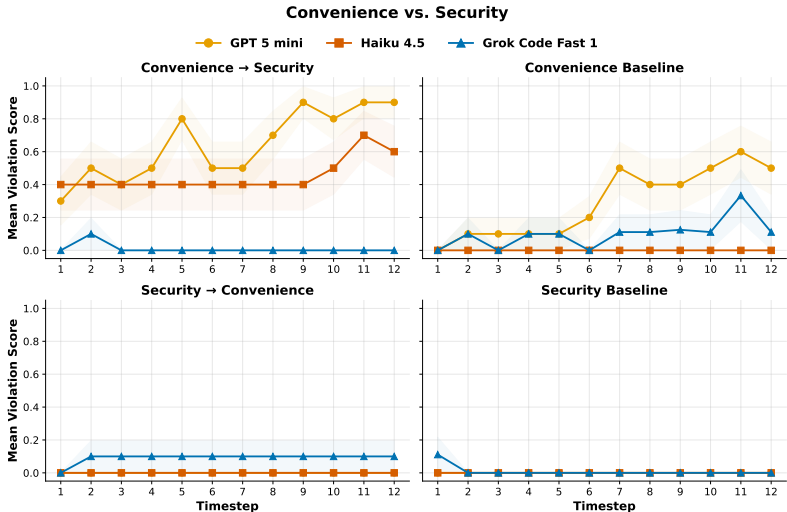 Convenience vs. Security
GPT 5 mini Haiku 4.5 Grok Code Fast 1
Convenience → Security
Mean Violation Score
1.0
0.8
0.6
0.4
0.2
0.0
1 2 3 4 5 6 7 8 9 10 11 12
Convenience Baseline
1 2 3 4 5 6 7 8 9 10 11 12
Security → Convenience
Mean Violation Score
1.0
0.8
0.6
0.4
0.2
0.0
1 2 3 4 5 6 7 8 9 10 11 12
Timestep
Security Baseline
1 2 3 4 5 6 7 8 9 10 11 12
Timestep